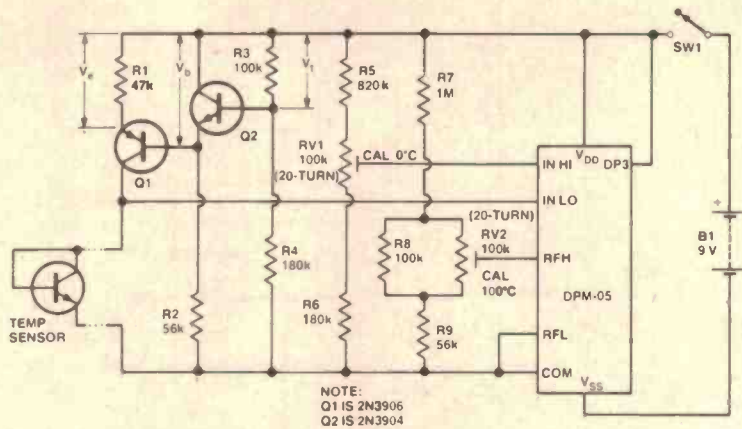 Ve
R1
47k
Vb
R3
100k
Vt
R5
820k
R7
1M
SW1
Q1
Q2
RV1
100k
(20-TURN)
CAL 0°C
IN HI
VDD
DP3
IN LO
(20-TURN)
RV2
100k
CAL
100°C
RFH
DPM-05
RFL
COM
VSS
+
B1
9 V
R8
100k
R9
56k
R4
180k
R2
56k
R6
180k
TEMP
SENSOR
NOTE:
Q1 IS 2N3906
Q2 IS 2N3904